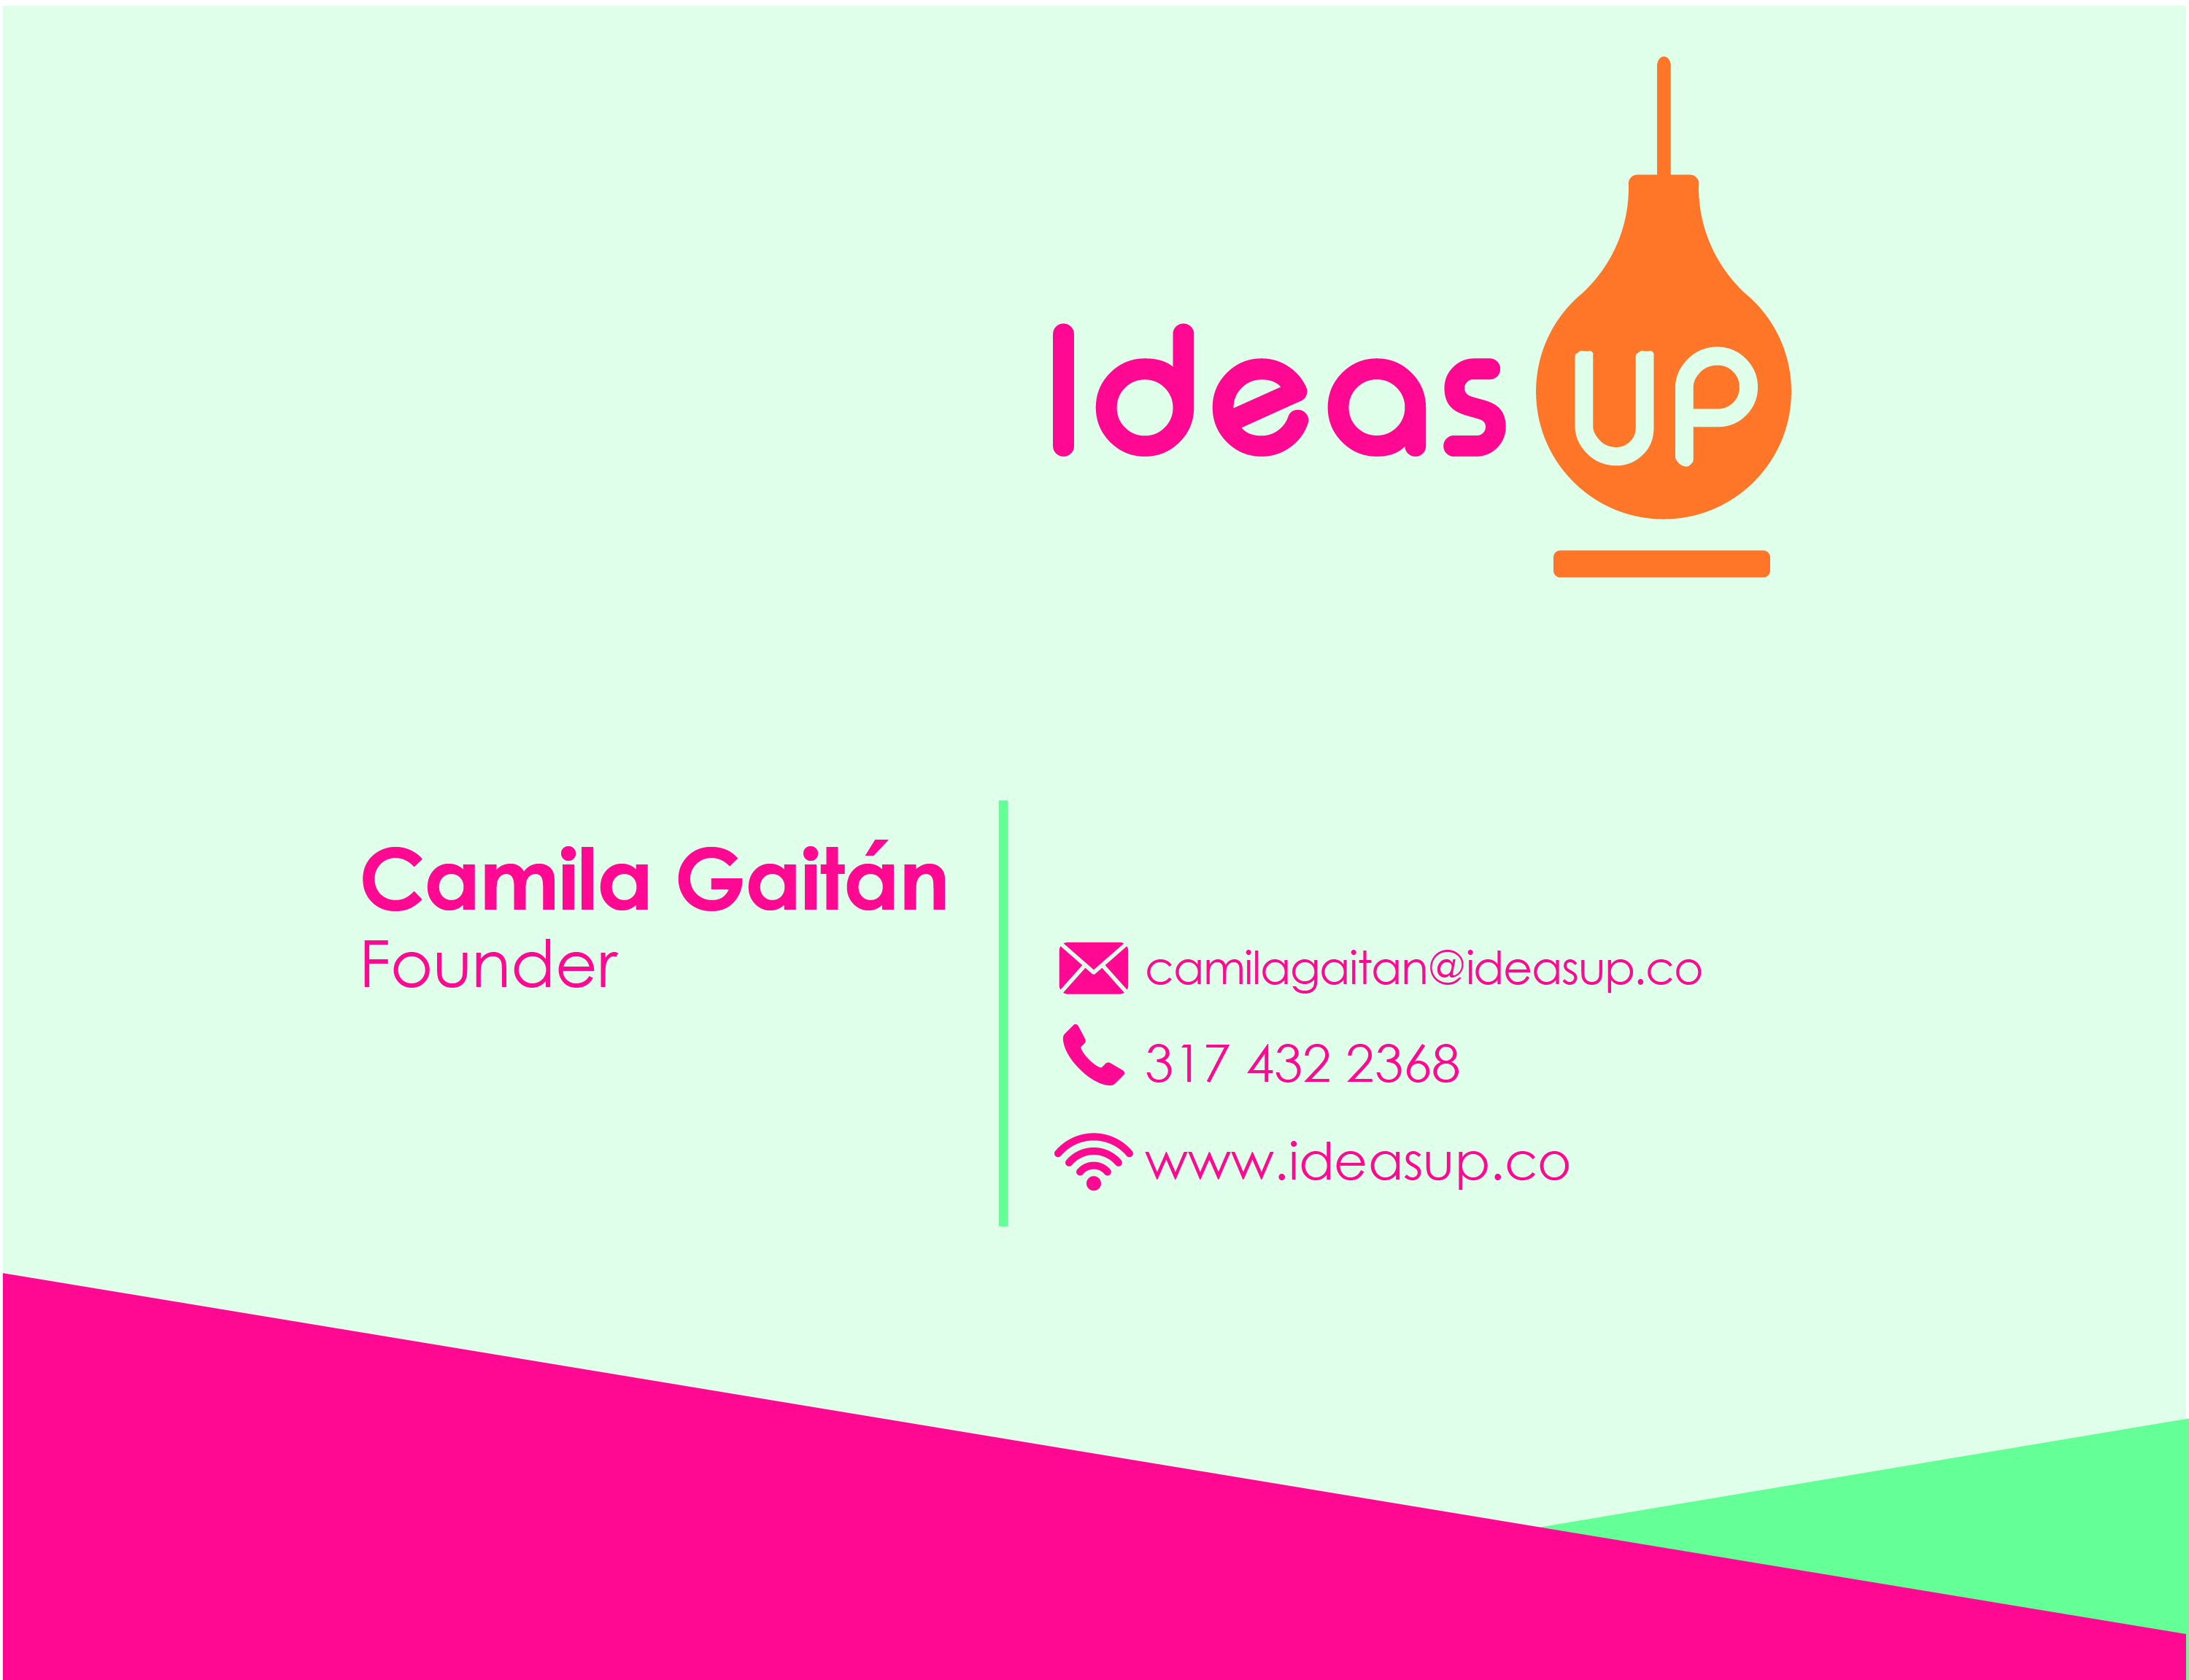 Ideas UP
Camila Gaitán
Founder
camilagaitan@ideasup.co
317 432 2368
www.ideasup.co